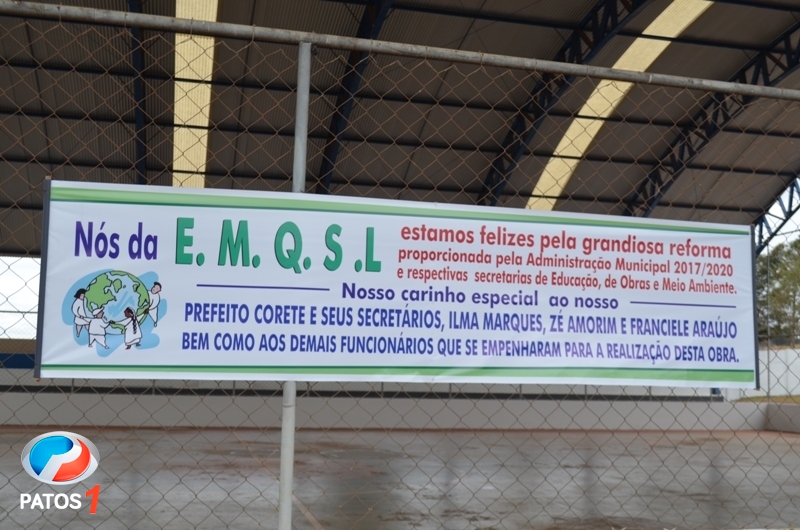 Nós da E. M. Q. S .L estamos felizes pela grandiosa reforma
proporcionada pela Administração Municipal 2017/2020
e respectivas secretarias de Educação, de Obras e Meio Ambiente.
Nosso carinho especial ao nosso
PREFEITO CORETE E SEUS SECRETÁRIOS, ILMA MARQUES, ZÉ AMORIM E FRANCIELE ARAÚJO
BEM COMO AOS DEMAIS FUNCIONÁRIOS QUE SE EMPENHARAM PARA A REALIZAÇÃO DESTA OBRA.
PATOS 1